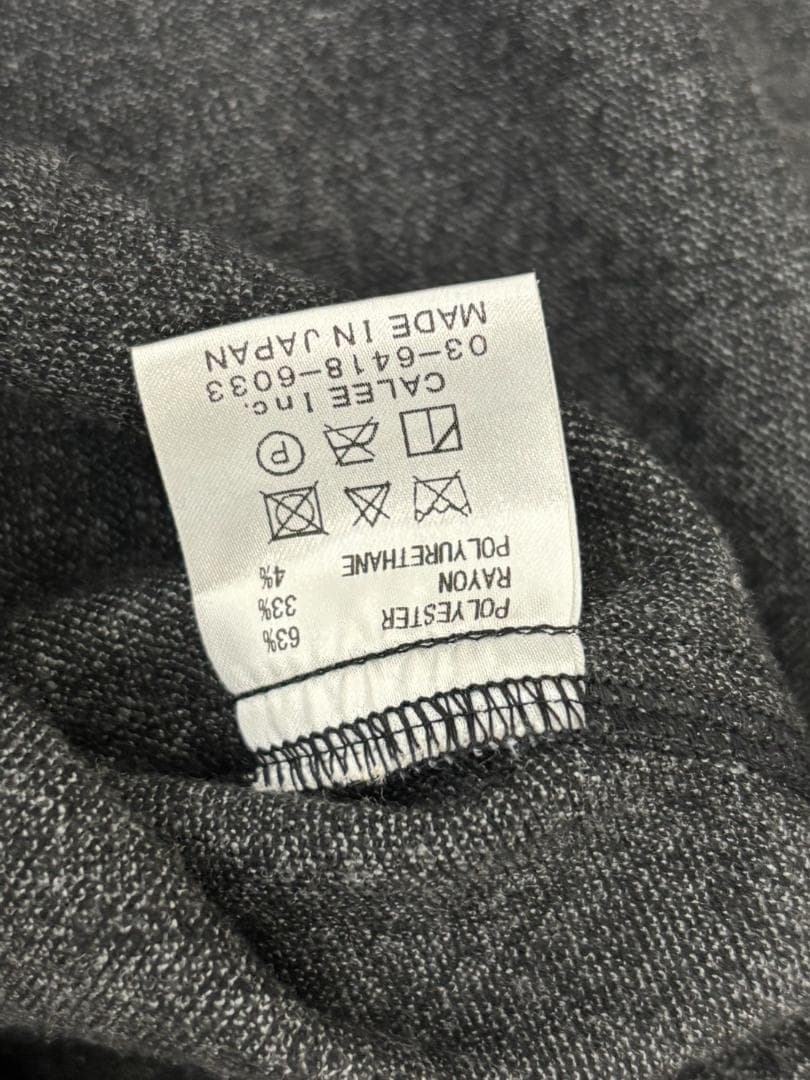 POLYESTER 63%
RAYON 33%
POLYURETHANE 4%
P
CALEE Inc.
03-6418-6033
MADE IN JAPAN